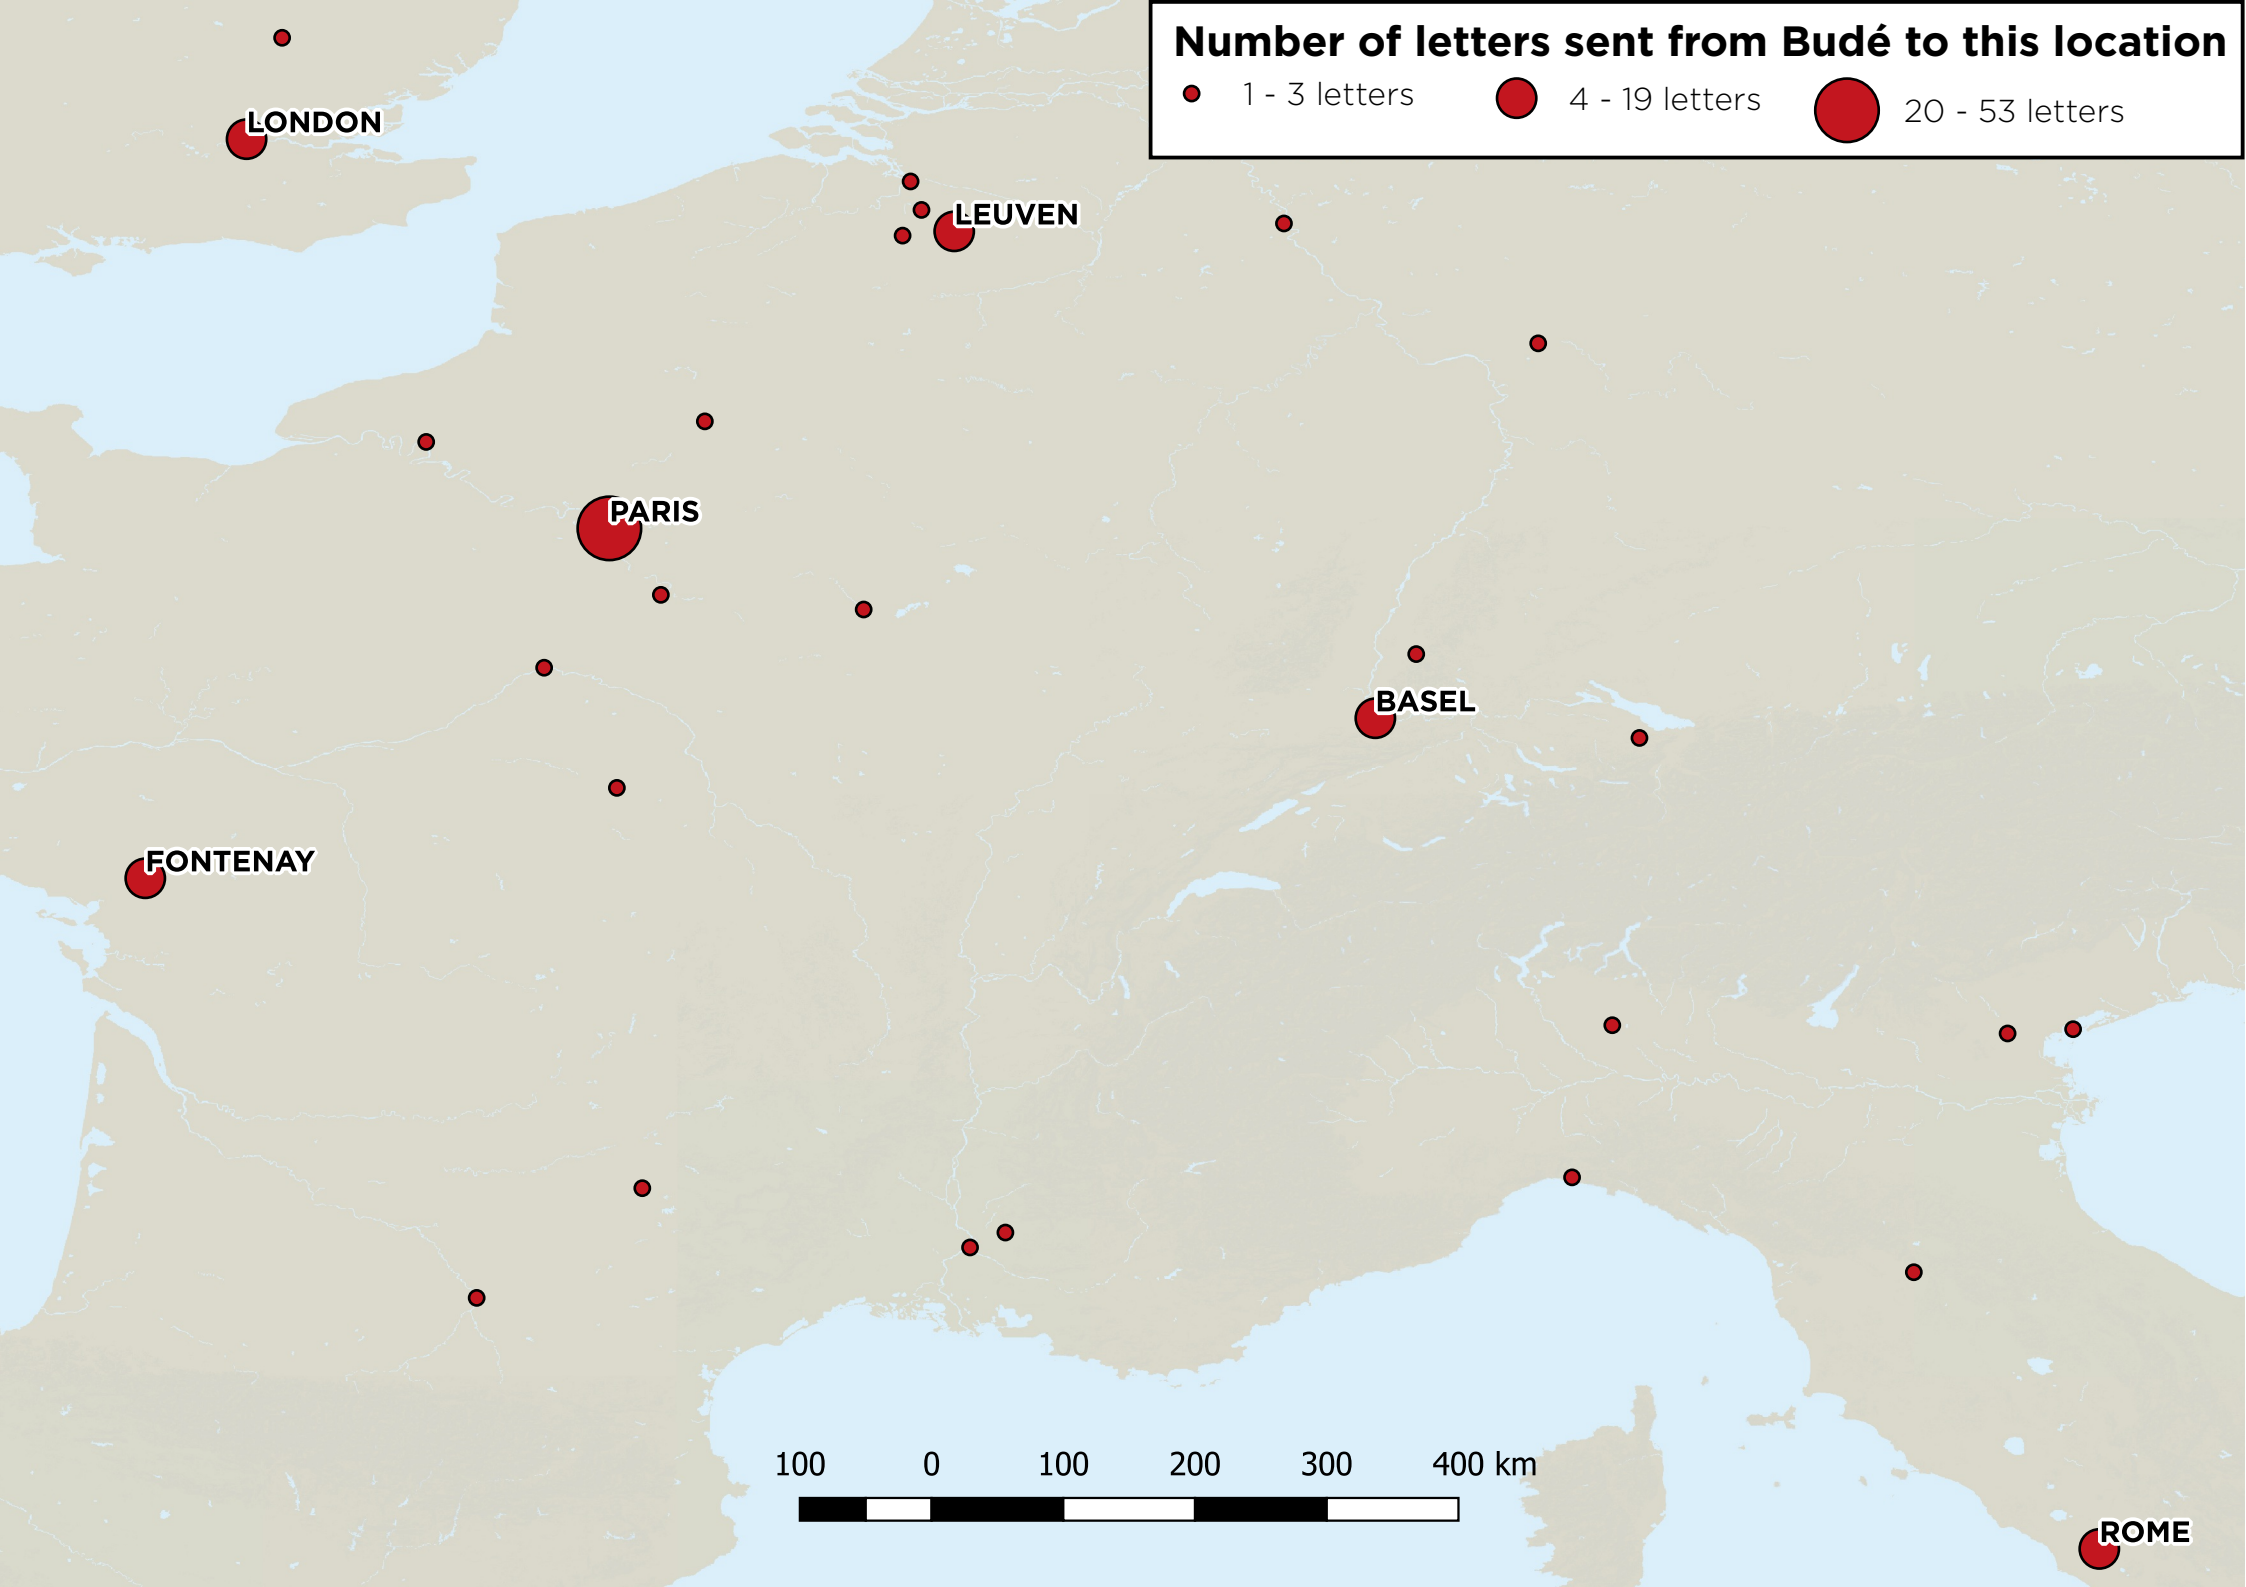 Number of letters sent from Budé to this location
1 - 3 letters
4 - 19 letters
20 - 53 letters
LONDON
LEUVEN
PARIS
BASEL
FONTENAY
100 0 100 200 300 400 km
ROME